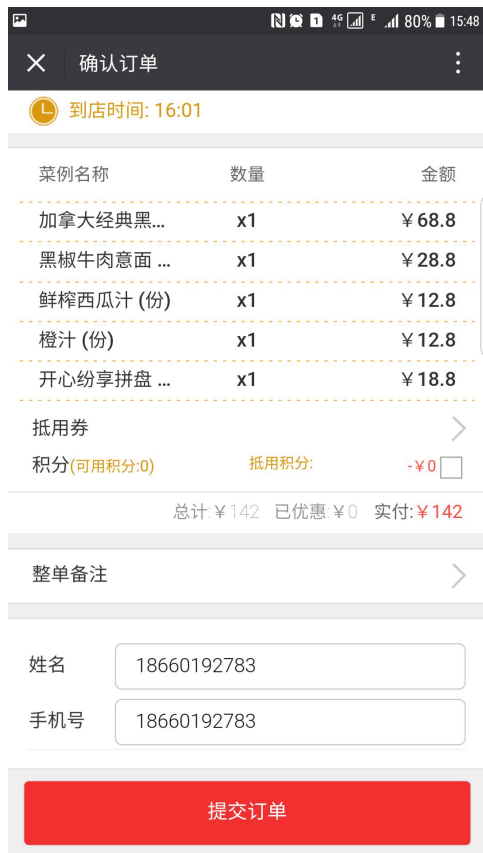 1 4G E 80% 15:48
确认订单
到店时间: 16:01
菜例名称 数量 金额
加拿大经典黑... x1 ￥68.8
黑椒牛肉意面 ... x1 ￥28.8
鲜榨西瓜汁 (份) x1 ￥12.8
橙汁 (份) x1 ￥12.8
开心纷享拼盘 ... x1 ￥18.8
抵用券
积分(可用积分:0) 抵用积分: -￥0
总计:￥142 已优惠:￥0 实付:￥142
整单备注
姓名 18660192783
手机号 18660192783
提交订单